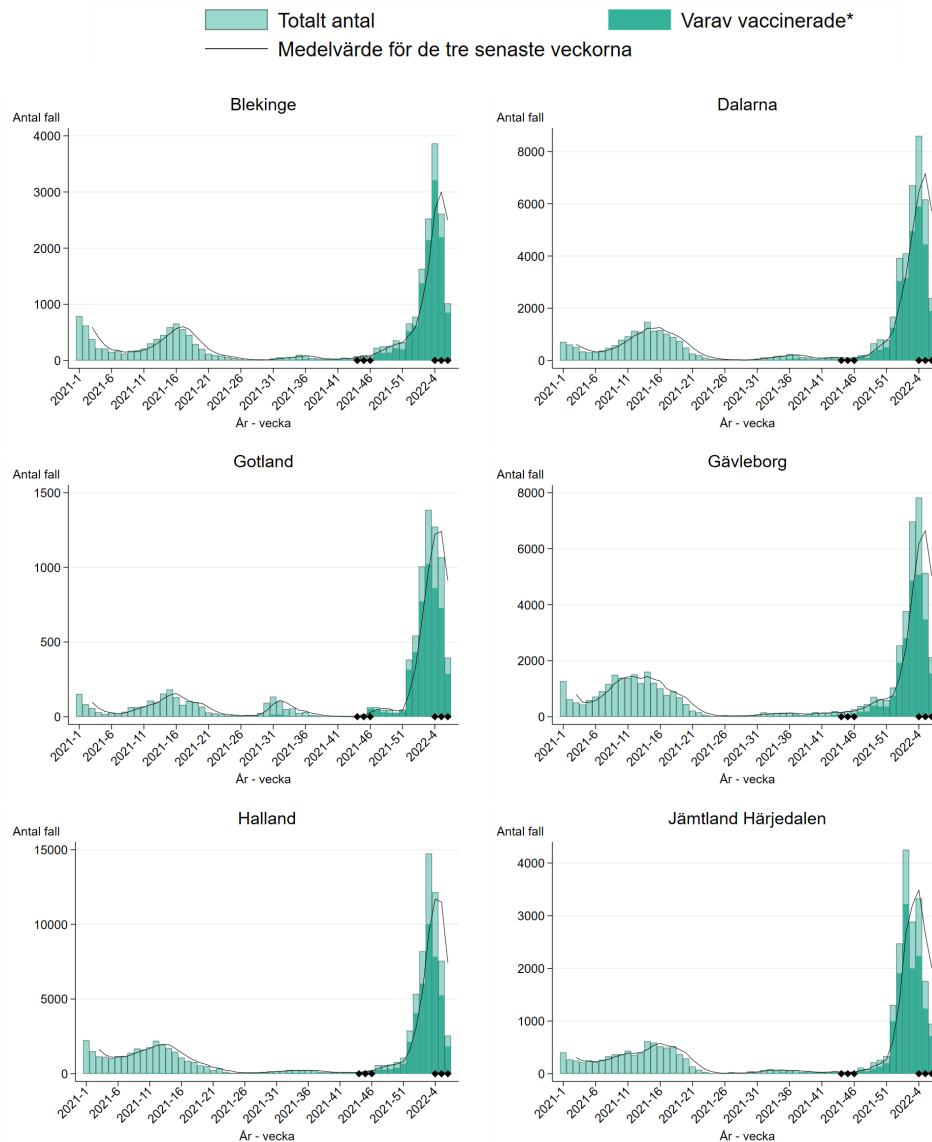 Totalt antal
Varav vaccinerade*
Medelvärde för de tre senaste veckorna
Blekinge
Antal fall
4000
3000
2000
1000
0
2021-1 2021-6 2021-11 2021-16 2021-21 2021-26 2021-31 2021-36 2021-41 2021-46 2021-51 2022-4
År - vecka
Dalarna
Antal fall
8000
6000
4000
2000
0
2021-1 2021-6 2021-11 2021-16 2021-21 2021-26 2021-31 2021-36 2021-41 2021-46 2021-51 2022-4
År - vecka
Gotland
Antal fall
1500
1000
500
0
2021-1 2021-6 2021-11 2021-16 2021-21 2021-26 2021-31 2021-36 2021-41 2021-46 2021-51 2022-4
År - vecka
Gävleborg
Antal fall
8000
6000
4000
2000
0
2021-1 2021-6 2021-11 2021-16 2021-21 2021-26 2021-31 2021-36 2021-41 2021-46 2021-51 2022-4
År - vecka
Halland
Antal fall
15000
10000
5000
0
2021-1 2021-6 2021-11 2021-16 2021-21 2021-26 2021-31 2021-36 2021-41 2021-46 2021-51 2022-4
År - vecka
Jämtland Härjedalen
Antal fall
4000
3000
2000
1000
0
2021-1 2021-6 2021-11 2021-16 2021-21 2021-26 2021-31 2021-36 2021-41 2021-46 2021-51 2022-4
År - vecka